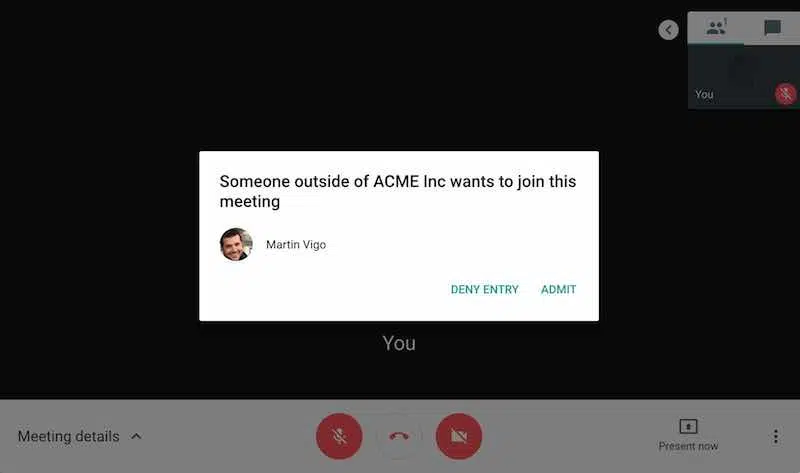 1
You
Someone outside of ACME Inc wants to join this
meeting
Martin Vigo
DENY ENTRY ADMIT
You
Meeting details
Present now